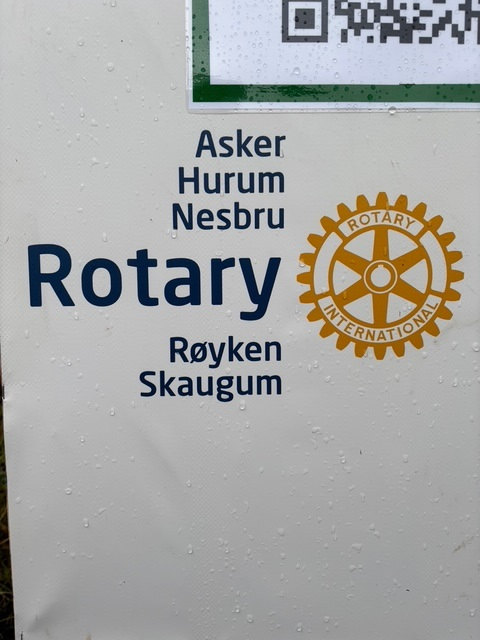 Asker
Hurum
Nesbru
Rotary
ROTARY
INTERNATIONAL
Røyken
Skaugum